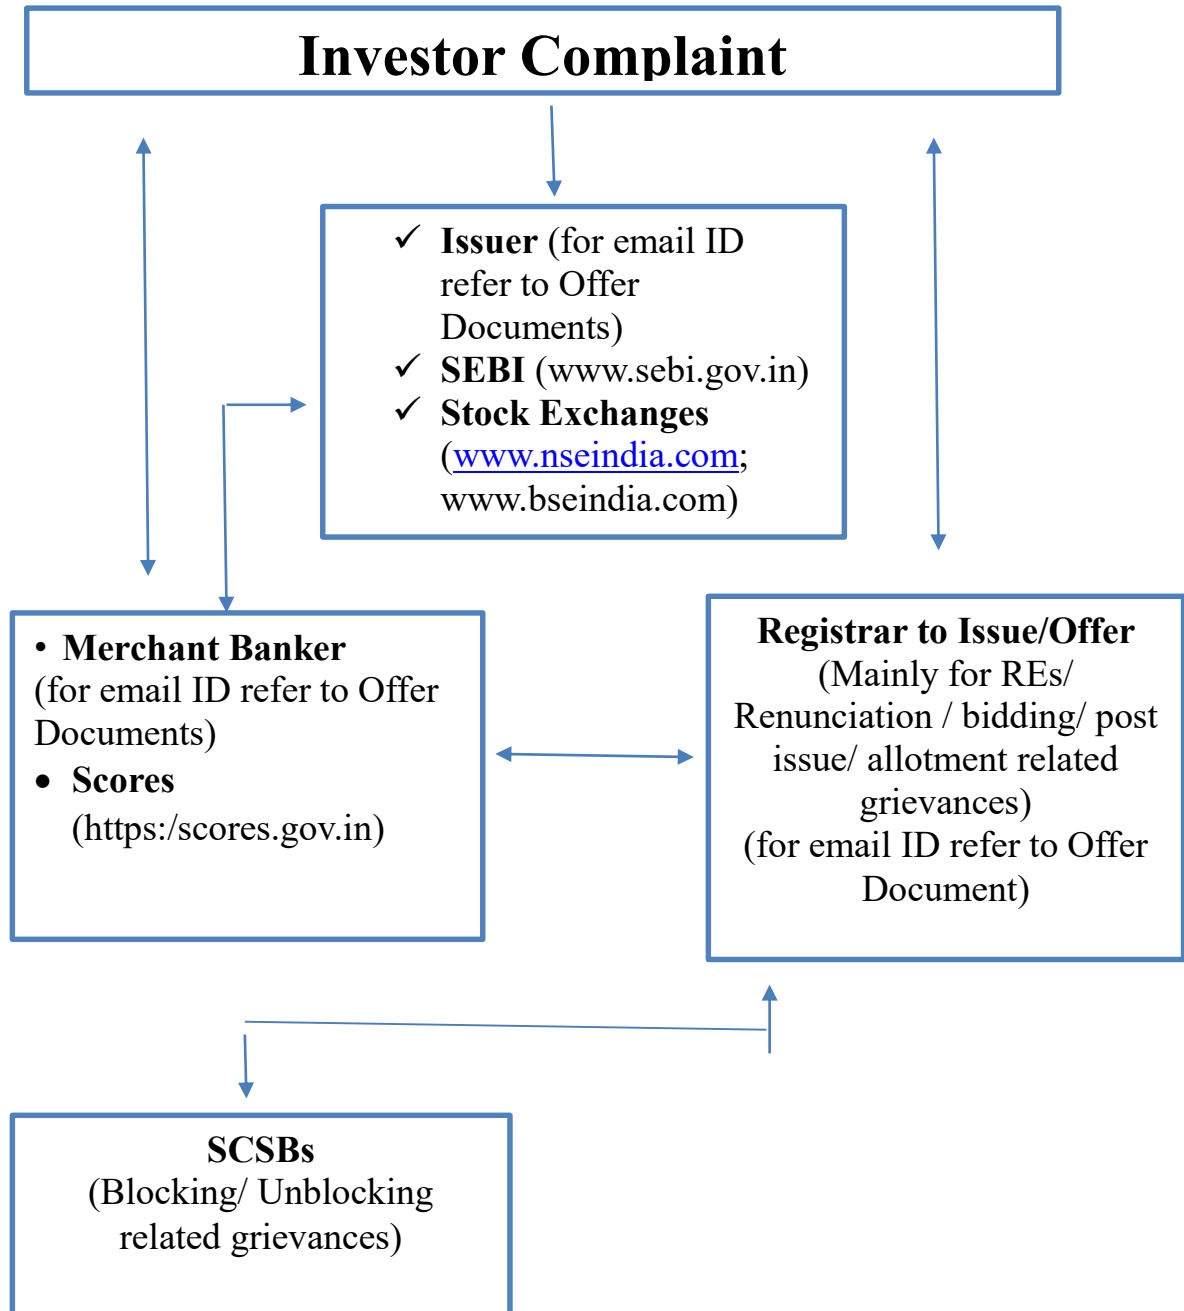 Investor Complaint
✓ Issuer (for email ID
refer to Offer
Documents)
✓ SEBI (www.sebi.gov.in)
✓ Stock Exchanges
(www.nseindia.com;
www.bseindia.com)
• Merchant Banker
(for email ID refer to Offer
Documents)
• Scores
(https:/scores.gov.in)
Registrar to Issue/Offer
(Mainly for REs/
Renunciation / bidding/ post
issue/ allotment related
grievances)
(for email ID refer to Offer
Document)
SCSBs
(Blocking/ Unblocking
related grievances)